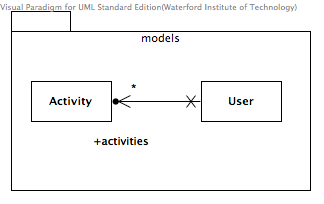 Visual Paradigm for UML Standard Edition(Waterford Institute of Technology)
models
*
Activity
User
+activities